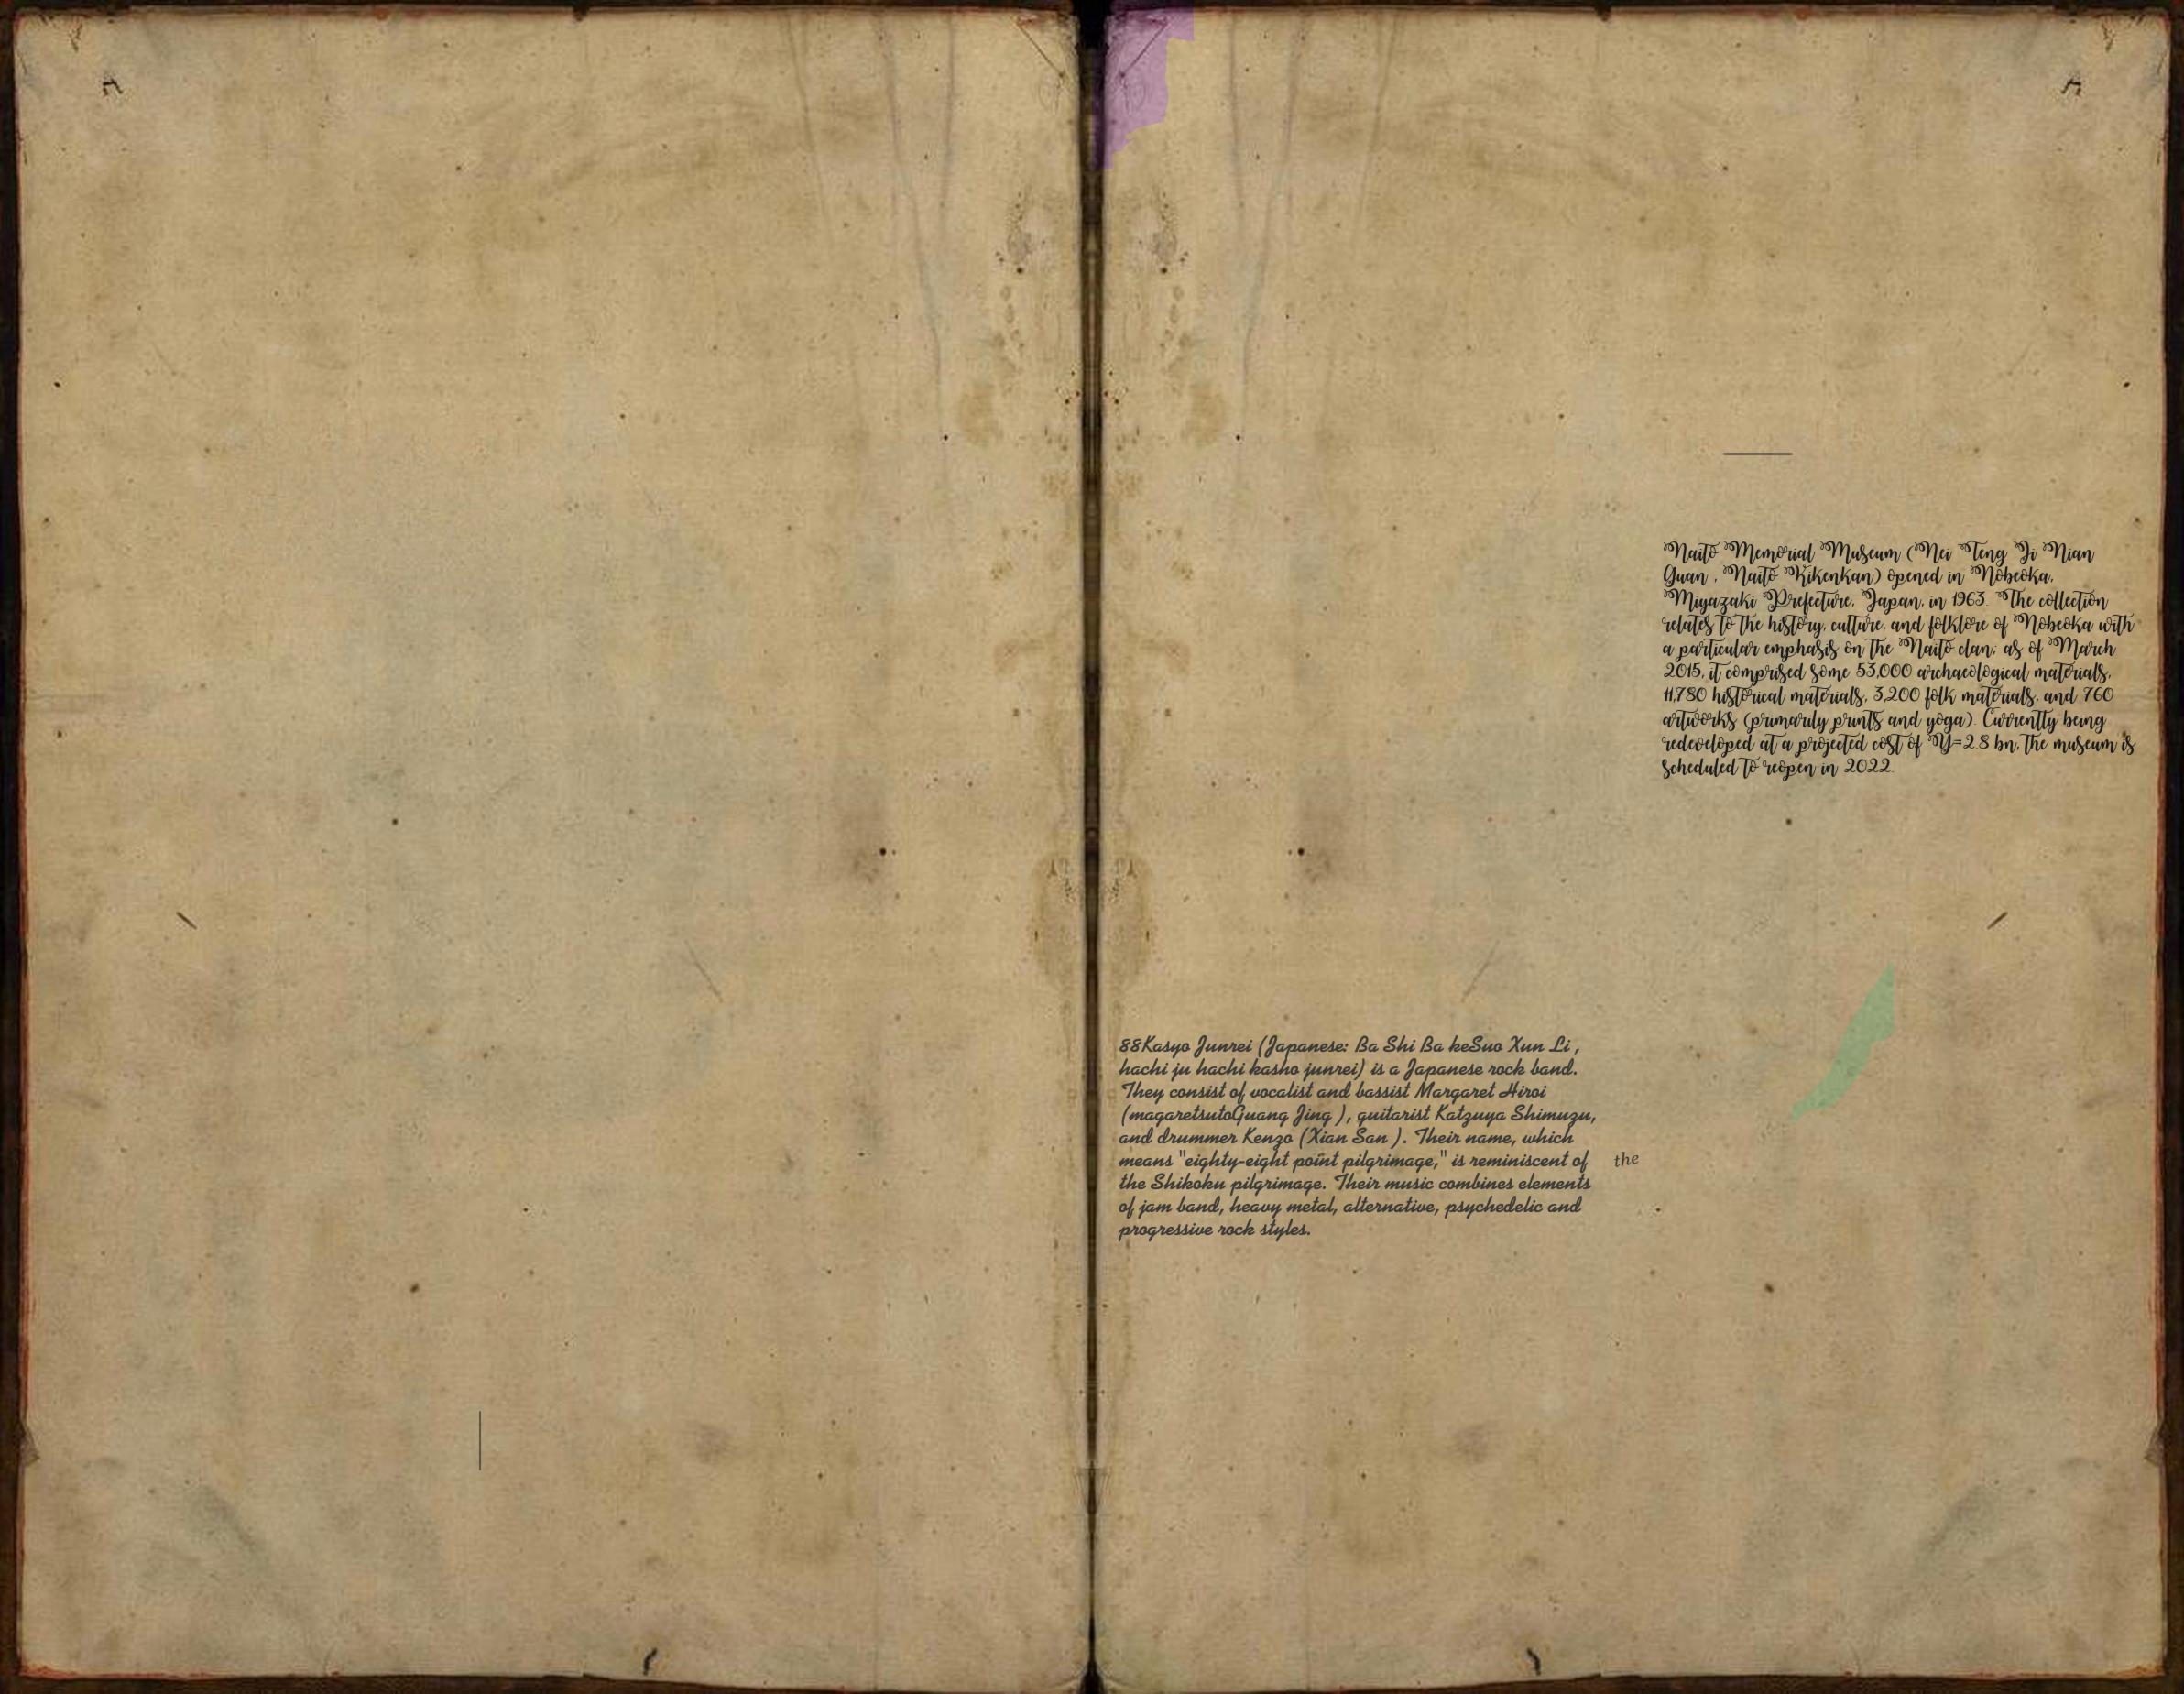 Naitō Memorial Museum (Nei Teng Ji Nian
Guan , Naitō Kikenkan) opened in Nobeoka,
Miyazaki Prefecture, Japan, in 1963. The collection
relates to the history, culture, and folklore of Nobeoka with
a particular emphasis on the Naitō clan; as of March
2015, it comprised some 53,000 archaeological materials,
11,780 historical materials, 3,200 folk materials, and 760
artworks (primarily prints and yōga). Currently being
redeveloped at a projected cost of Y=2.8 bn, the museum is
scheduled to reopen in 2022.
88Kasyo Junrei (Japanese: Ba Shi Ba keSuo Xun Li ,
hachi ju hachi kasho junrei) is a Japanese rock band.
They consist of vocalist and bassist Margaret Hiroi
(magaretsutoGuang Jing ), guitarist Katzuya Shimuzu,
and drummer Kenzo (Xian San ). Their name, which
means "eighty-eight point pilgrimage," is reminiscent of
the Shikoku pilgrimage. Their music combines elements
of jam band, heavy metal, alternative, psychedelic and
progressive rock styles.
the